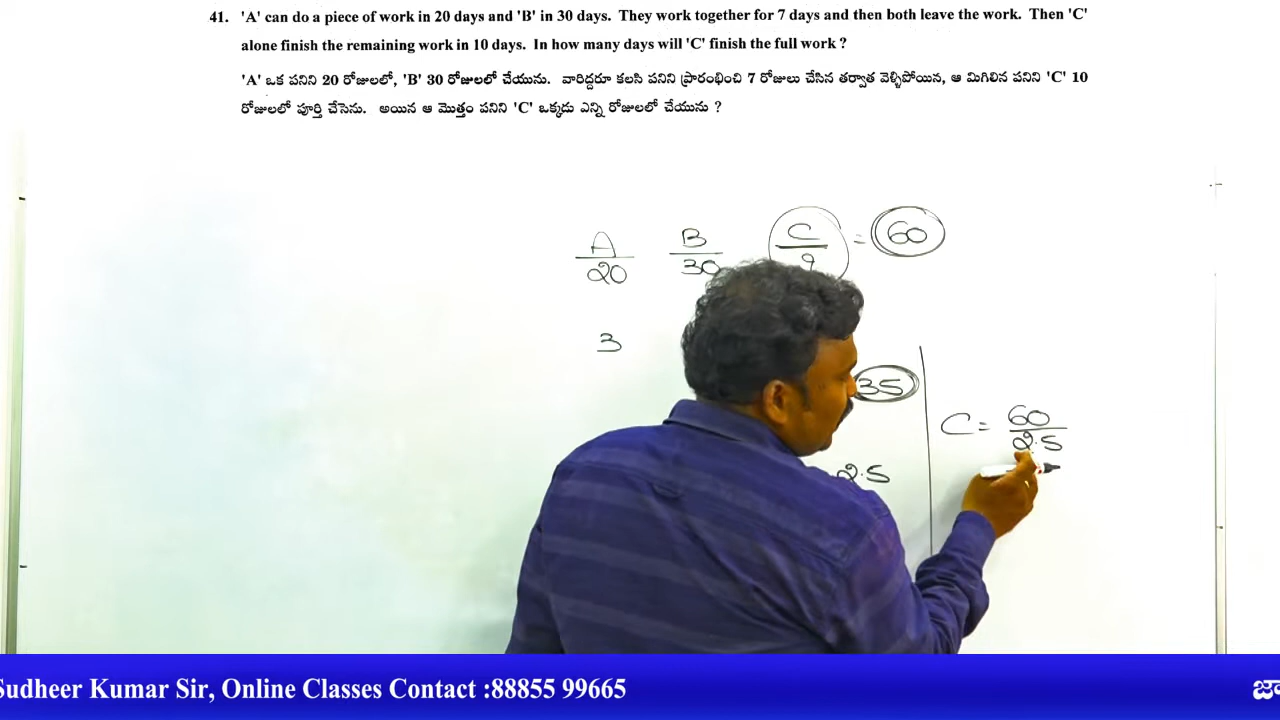 41. 'A' can do a piece of work in 20 days and 'B' in 30 days. They work together for 7 days and then both leave the work. Then 'C'
alone finish the remaining work in 10 days. In how many days will 'C' finish the full work ?
'A' ఒక పనిని 20 రోజులలో, 'B' 30 రోజులలో చేయును. వారిద్దరూ కలసి పనిని ప్రారంభించి 7 రోజులు చేసిన తర్వాత వెళ్ళిపోయిన, ఆ మిగిలిన పనిని 'C' 10
రోజులలో పూర్తి చేసెను. అయిన ఆ మొత్తం పనిని 'C' ఒక్కడు ఎన్ని రోజులలో చేయును ?
A B C = 60
20 30 ?
3
35
C = 60
2.5
2.5
Sudheer Kumar Sir, Online Classes Contact :88855 99665